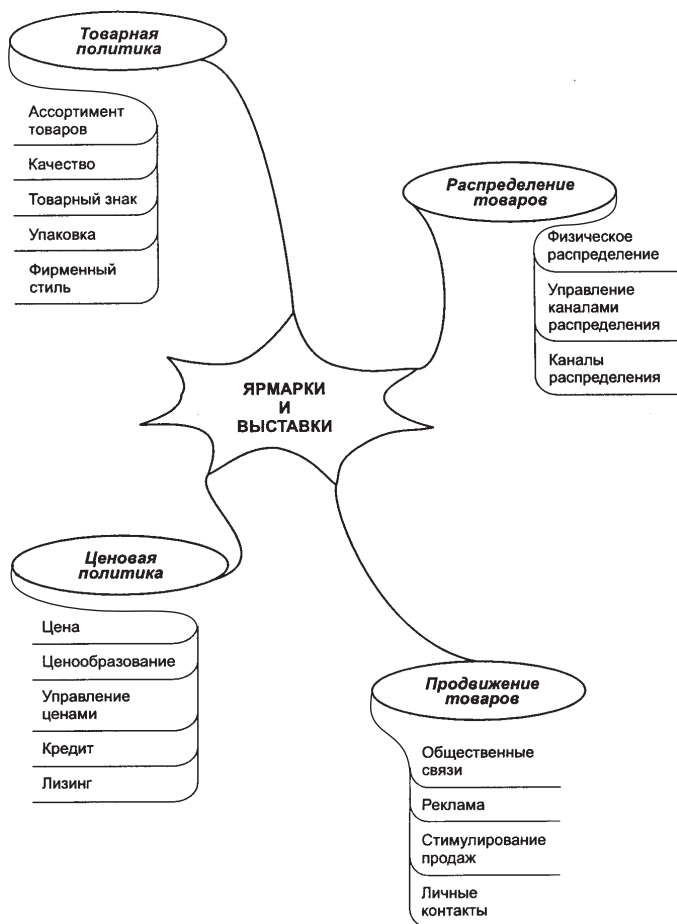 Товарная
политика
Ассортимент
товаров
Качество
Товарный знак
Упаковка
Фирменный
стиль
Распределение
товаров
Физическое
распределение
Управление
каналами
распределения
Каналы
распределения
ЯРМАРКИ
И
ВЫСТАВКИ
Ценовая
политика
Цена
Ценообразование
Управление
ценами
Кредит
Лизинг
Продвижение
товаров
Общественные
связи
Реклама
Стимулирование
продаж
Личные
контакты